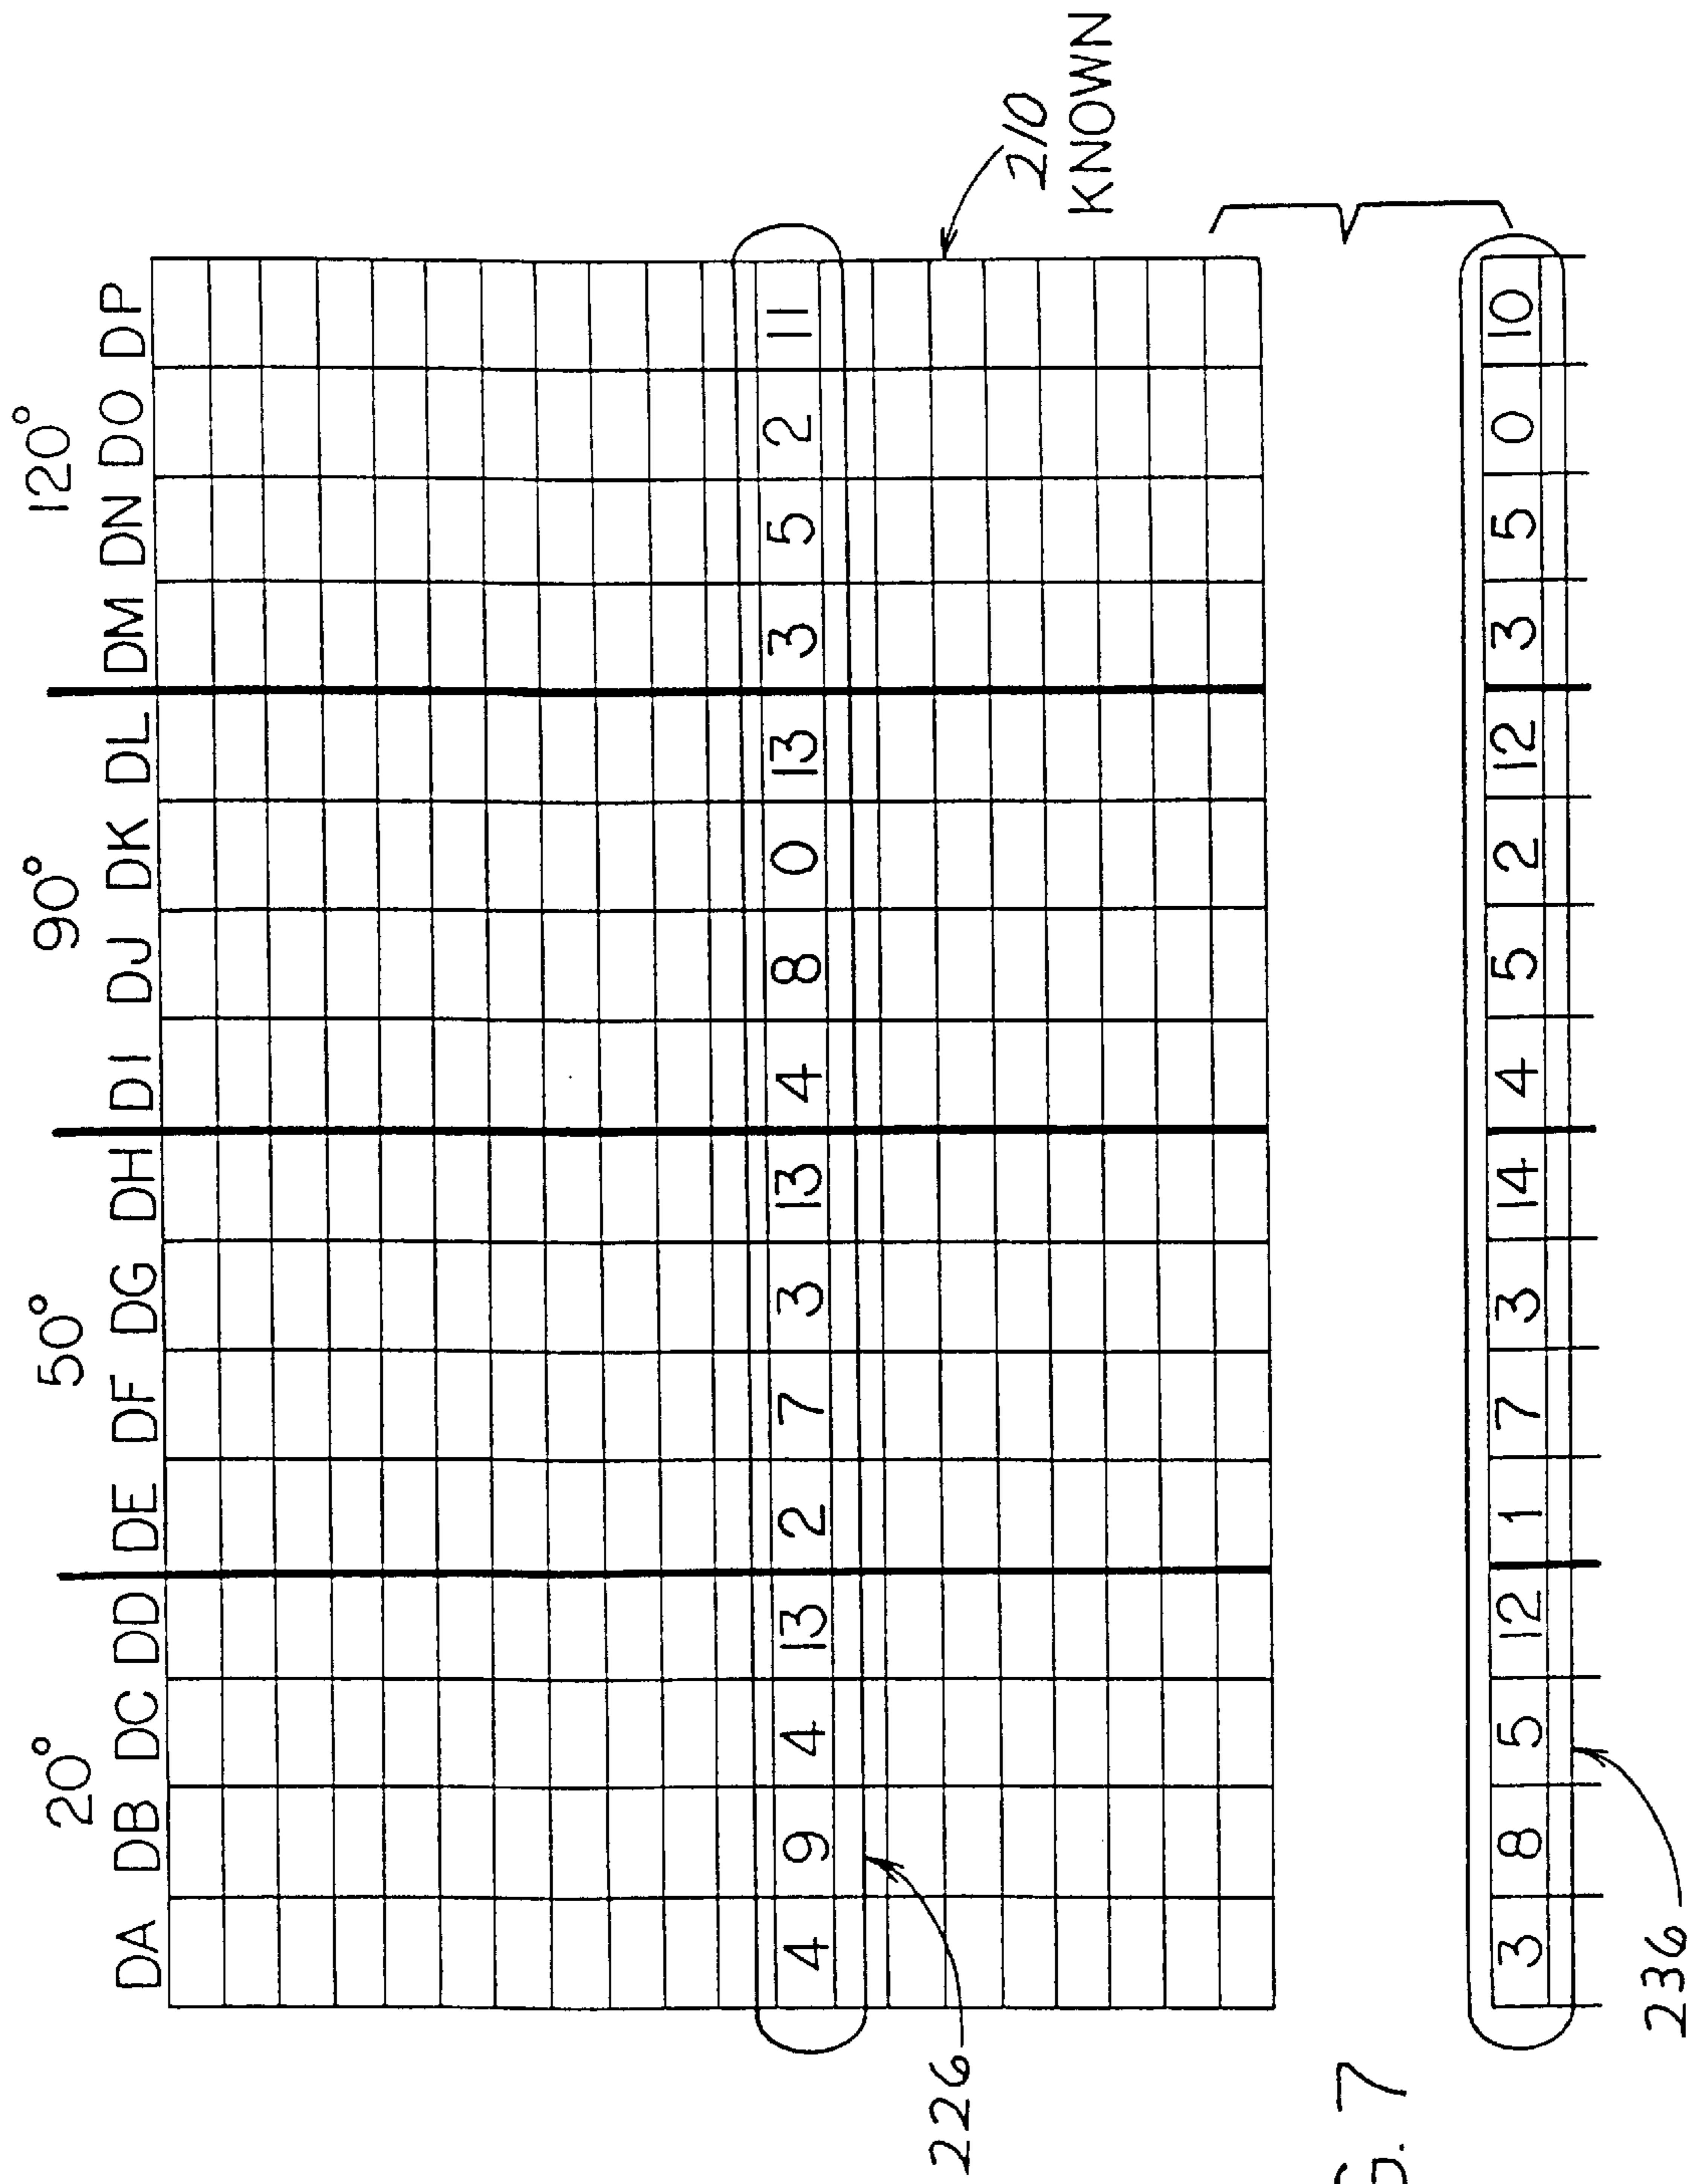 20° 50° 90° 120°
DA DB DC DD DE DF DG DH DI DJ DK DL DM DN DO DP
4 9 4 13 2 7 3 13 4 8 0 13 3 5 2 11
226
210
KNOWN
3 8 5 12 1 7 3 14 4 5 2 12 3 5 0 10
236
G. 7